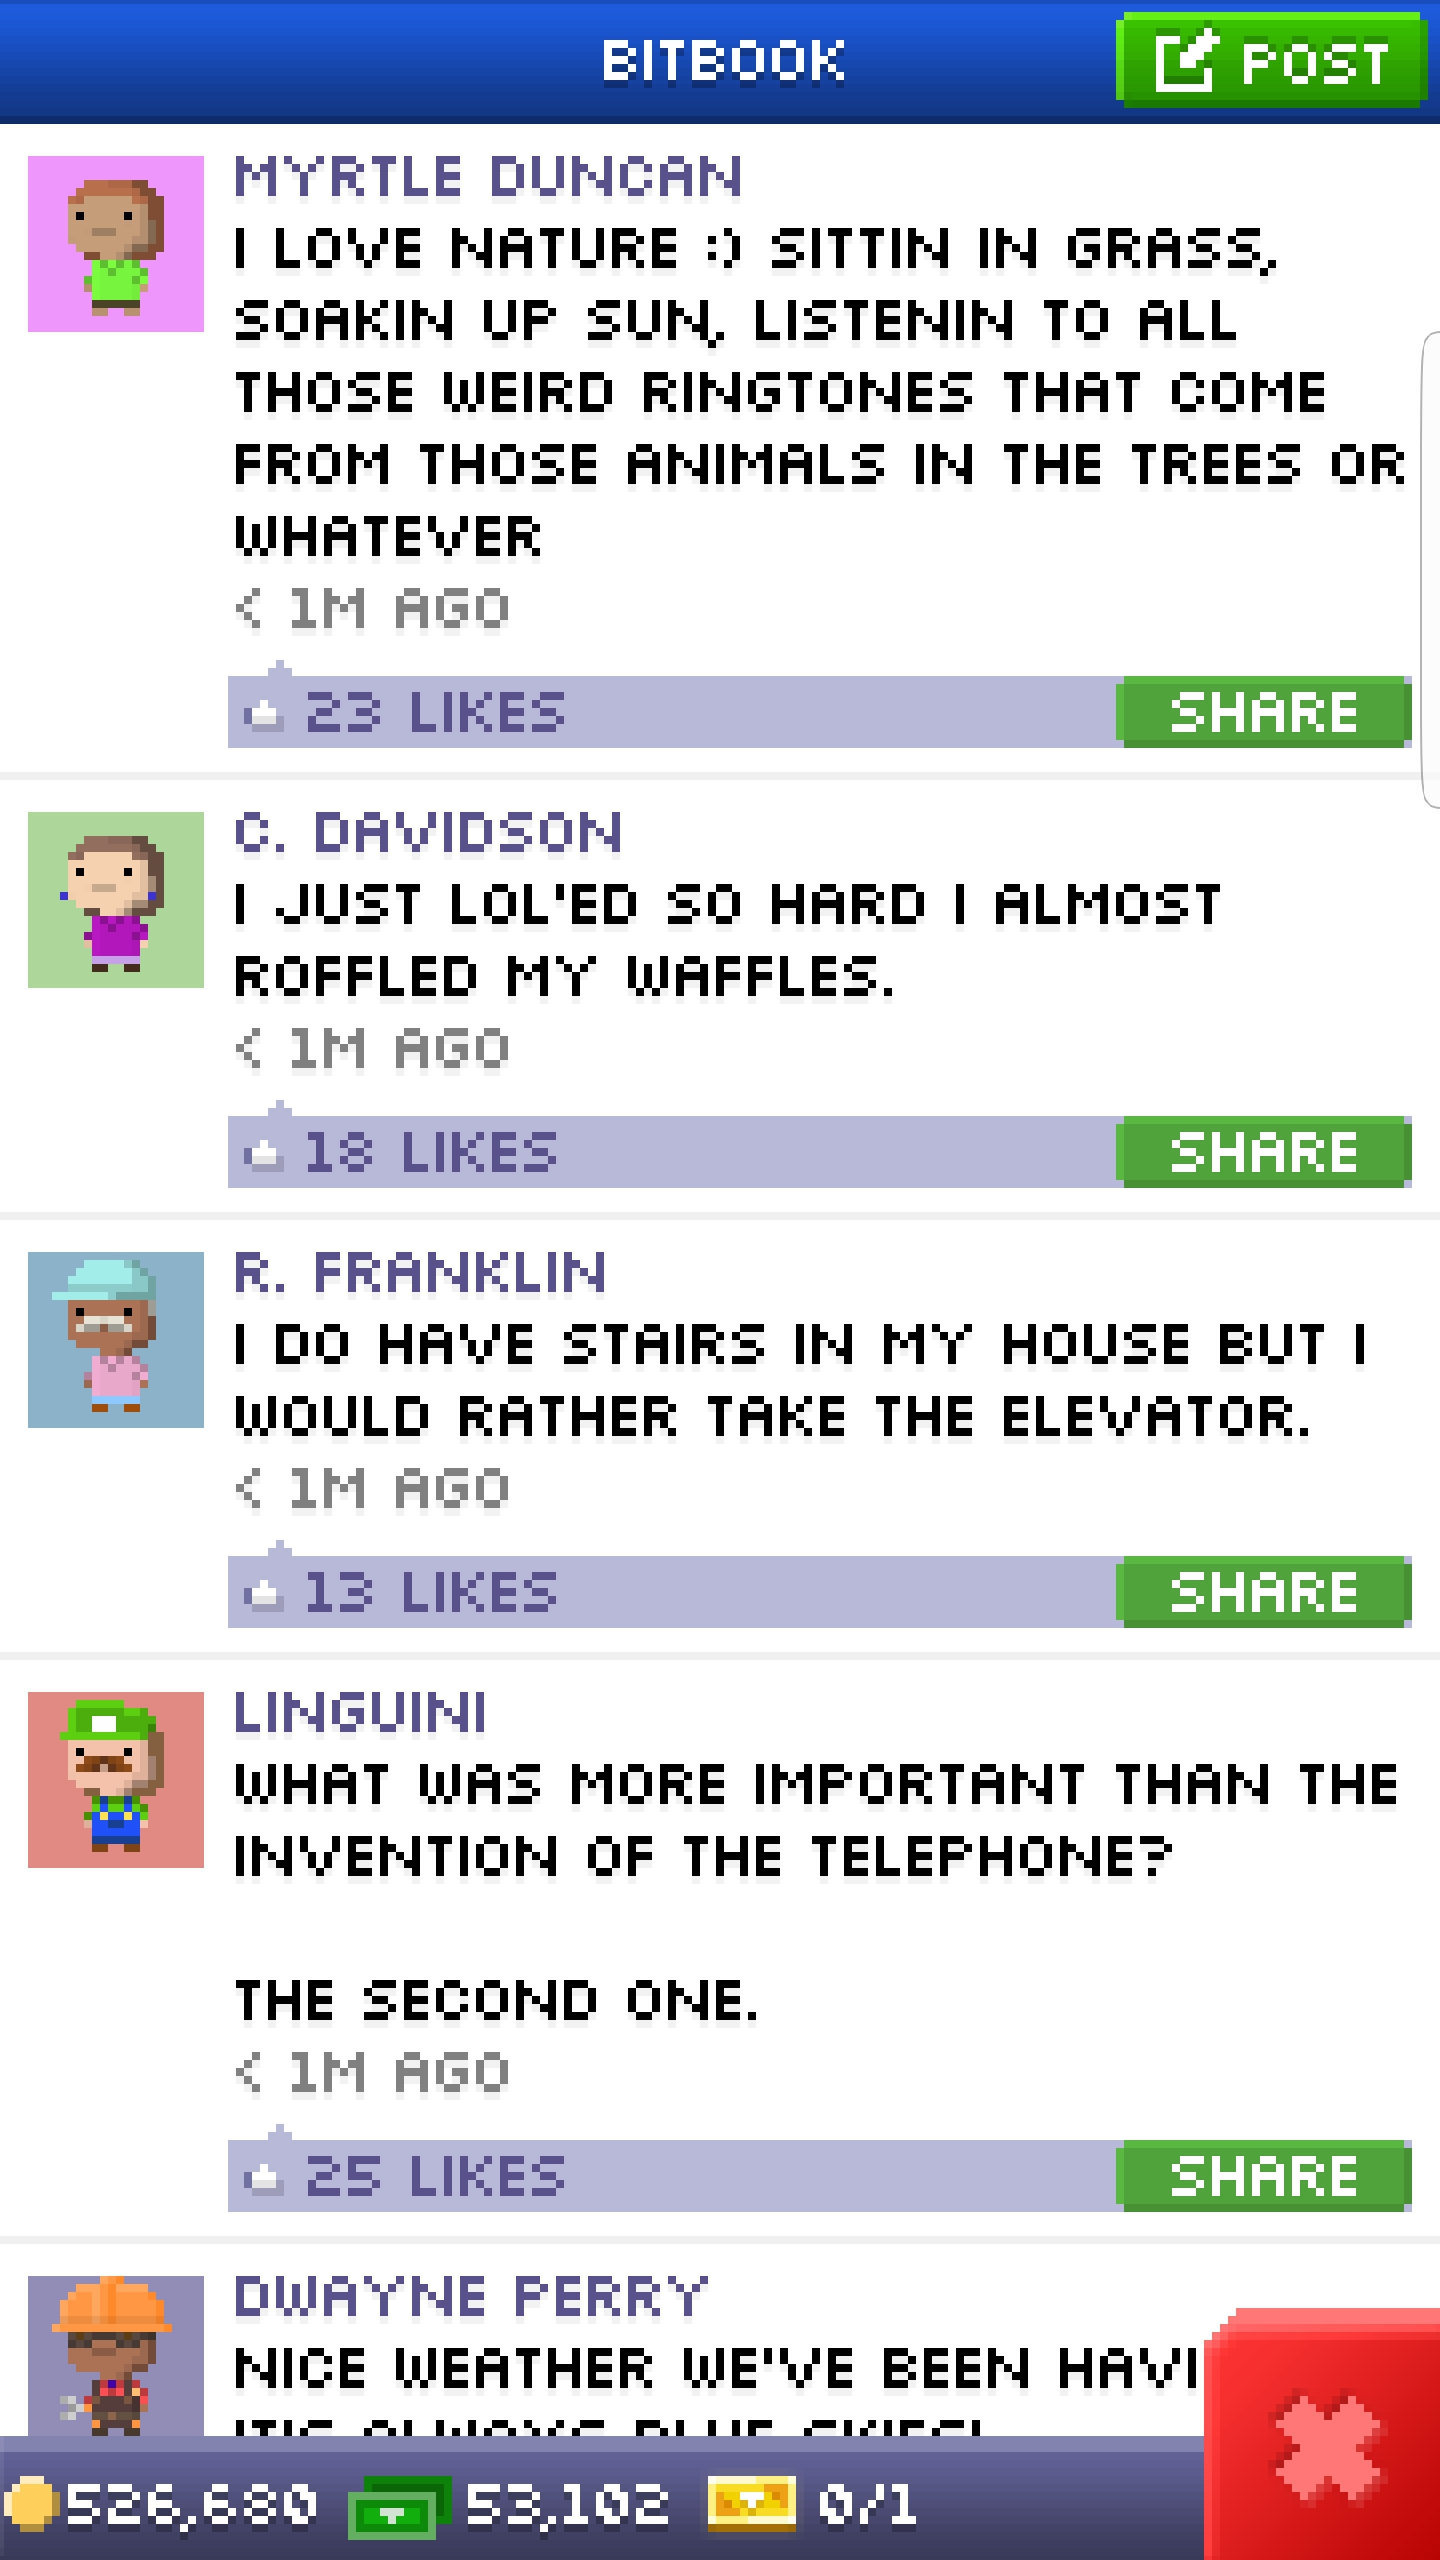 BITBOOK
POST
MYRTLE DUNCAN
I LOVE NATURE :) SITTIN IN GRASS,
SOAKIN UP SUN, LISTENIN TO ALL
THOSE WEIRD RINGTONES THAT COME
FROM THOSE ANIMALS IN THE TREES OR
WHATEVER
< 1M AGO
23 LIKES
SHARE
C. DAVIDSON
I JUST LOL'ED SO HARD I ALMOST
ROFFLED MY WAFFLES.
< 1M AGO
18 LIKES
SHARE
R. FRANKLIN
I DO HAVE STAIRS IN MY HOUSE BUT I
WOULD RATHER TAKE THE ELEVATOR.
< 1M AGO
13 LIKES
SHARE
LINGUINI
WHAT WAS MORE IMPORTANT THAN THE
INVENTION OF THE TELEPHONE?
THE SECOND ONE.
< 1M AGO
25 LIKES
SHARE
DWAYNE PERRY
NICE WEATHER WE'VE BEEN HAVI
IT'S ALWAYS BLUE SKIES!
526,680
53,102
0/1